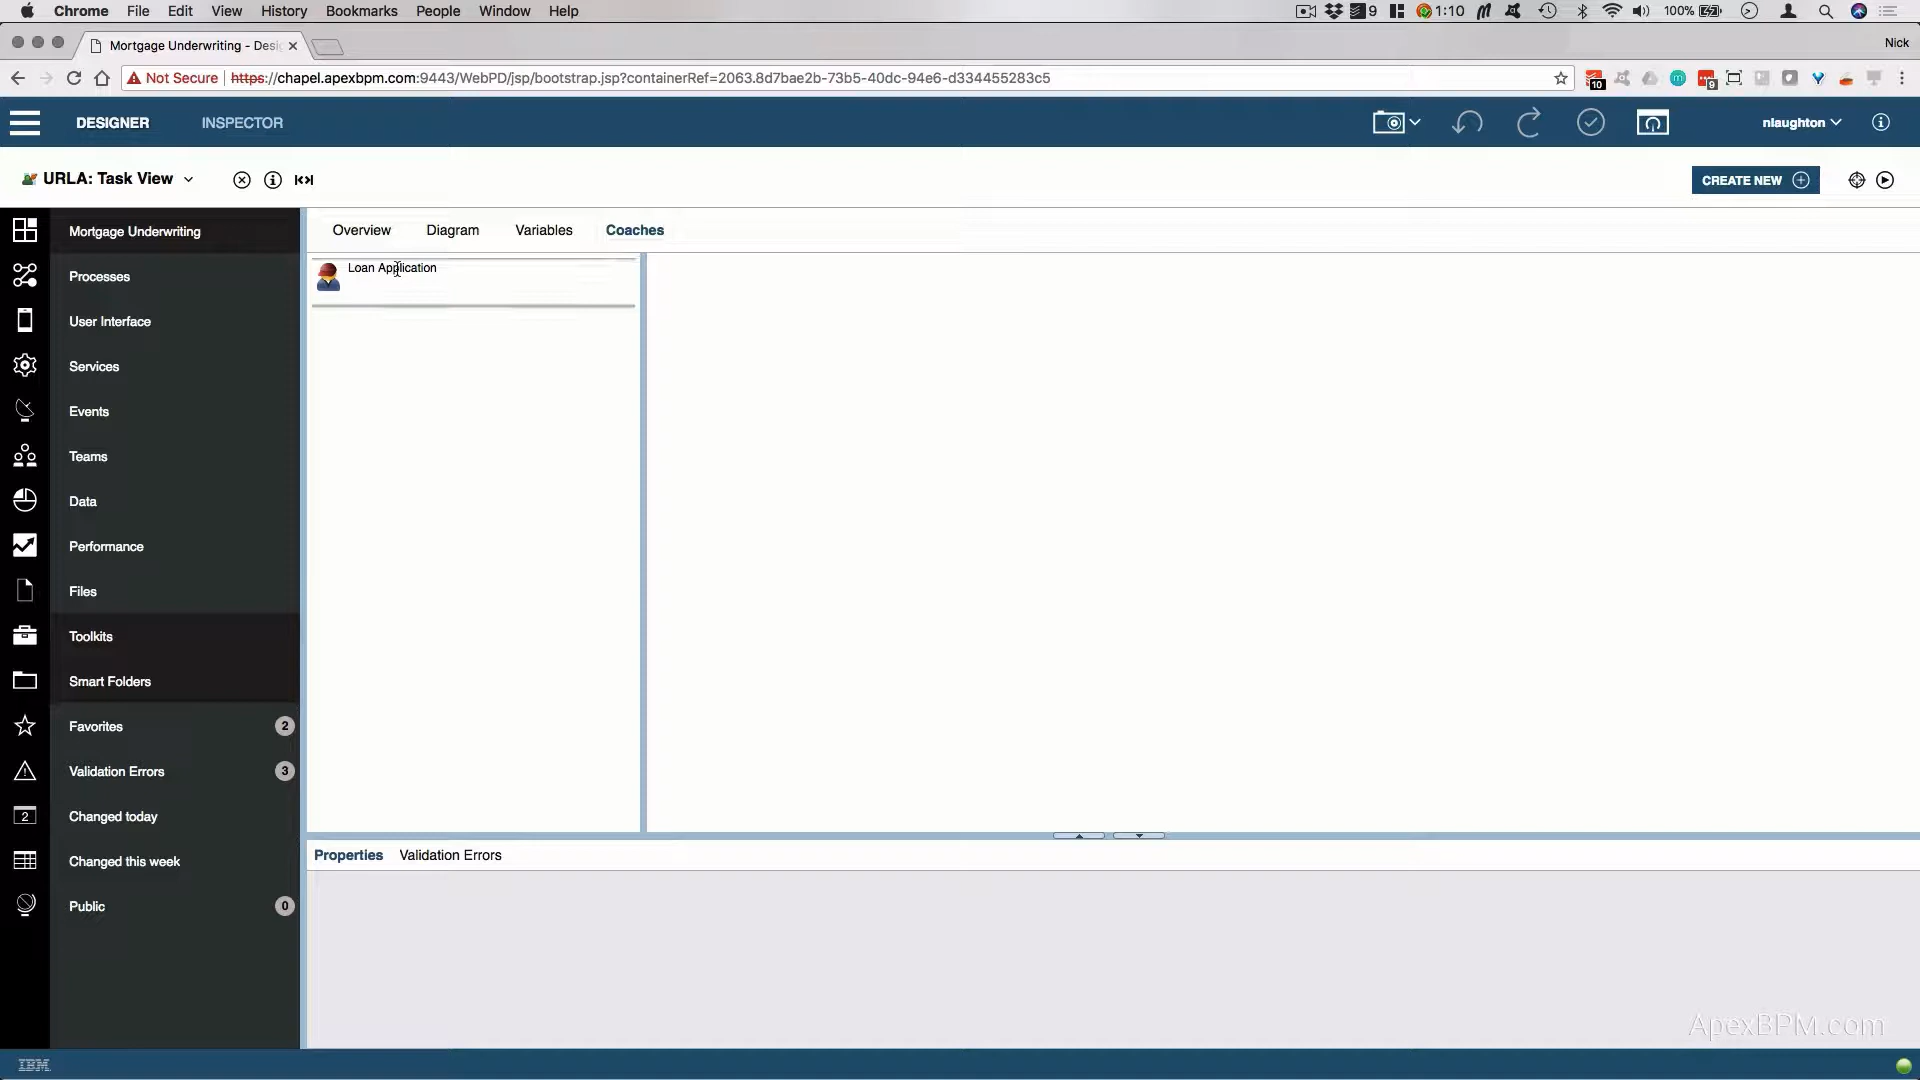 Chrome File Edit View History Bookmarks People Window Help 9 1:10 100%
Mortgage Underwriting - Desi Nick
Not Secure https://chapel.apexbpm.com:9443/WebPD/jsp/bootstrap.jsp?containerRef=2063.8d7bae2b-73b5-40dc-94e6-d334455283c5 10 9
DESIGNER INSPECTOR nlaughton
URLA: Task View CREATE NEW
Mortgage Underwriting
Processes
User Interface
Services
Events
Teams
Data
Performance
Files
Toolkits
Smart Folders
Favorites 2
Validation Errors 3
2 Changed today
Changed this week
Public 0
Overview Diagram Variables Coaches
Loan Application
Properties Validation Errors
ApexBPM.com
IBM